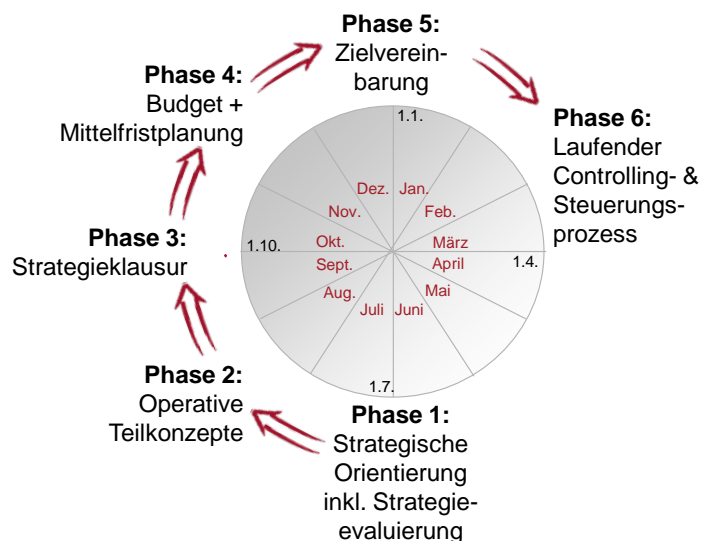 Phase 5:
Zielverein-
barung
Phase 4:
Budget +
Mittelfristplanung
Phase 6:
Laufender
Controlling- &
Steuerungs-
prozess
Phase 3:
Strategieklausur
Phase 2:
Operative
Teilkonzepte
Phase 1:
Strategische
Orientierung
inkl. Strategie-
evaluierung
1.1.
Dez.
Jan.
Nov.
Feb.
1.10.
Okt.
März
Sept.
April
1.4.
Aug.
Mai
Juli
Juni
1.7.